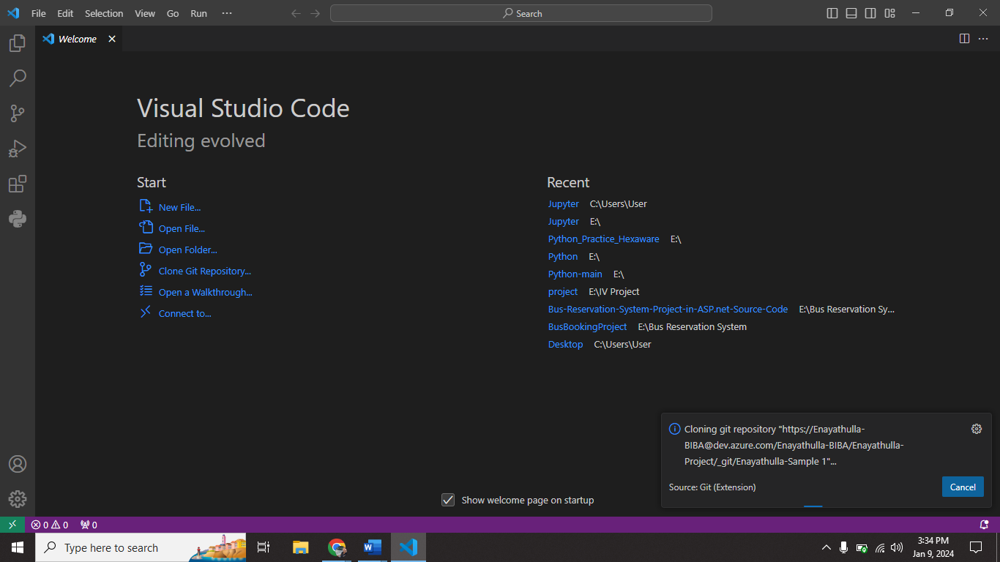 File Edit Selection View Go Run ···
Search
Welcome
Visual Studio Code
Editing evolved
Start
New File...
Open File...
Open Folder...
Clone Git Repository...
Open a Walkthrough...
Connect to...
Recent
Jupyter C:\Users\User
Jupyter E:\
Python_Practice_Hexaware E:\
Python E:\
Python-main E:\
project E:\IV Project
Bus-Reservation-System-Project-in-ASP.net-Source-Code E:\Bus Reservation Sy...
BusBookingProject E:\Bus Reservation System
Desktop C:\Users\User
Cloning git repository "https://Enayathulla-
BIBA@dev.azure.com/Enayathulla-BIBA/Enayathulla-
Project/_git/Enayathulla-Sample 1"...
Source: Git (Extension)
Cancel
Show welcome page on startup
0 0 0
Type here to search
3:34 PM
Jan 9, 2024